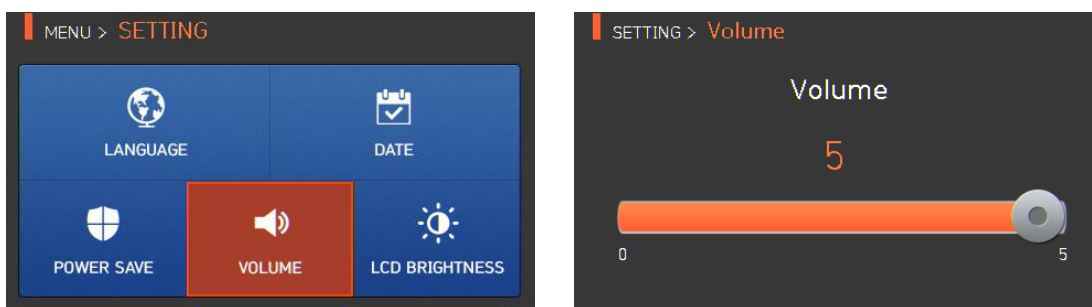 MENU > SETTING
LANGUAGE
DATE
POWER SAVE
VOLUME
LCD BRIGHTNESS
SETTING > Volume
Volume
5
0
5